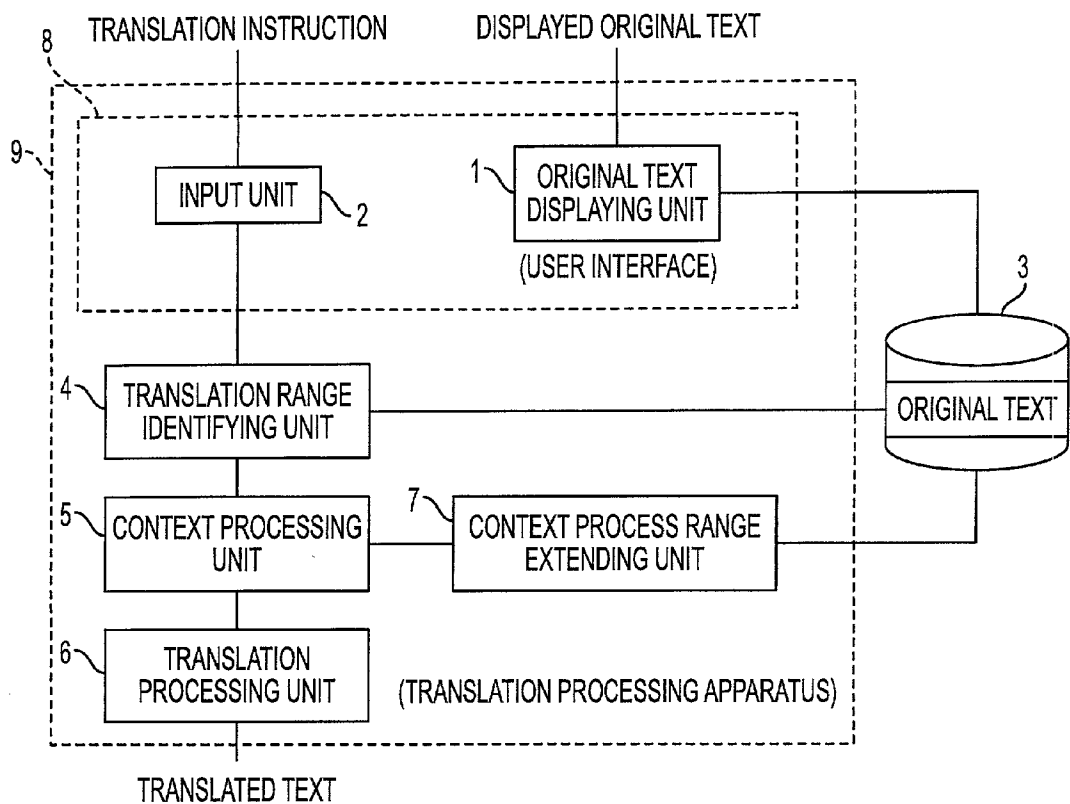 TRANSLATION INSTRUCTION
DISPLAYED ORIGINAL TEXT
8
9
INPUT UNIT
2
1
ORIGINAL TEXT
DISPLAYING UNIT
(USER INTERFACE)
3
ORIGINAL TEXT
4
TRANSLATION RANGE
IDENTIFYING UNIT
5
CONTEXT PROCESSING
UNIT
7
CONTEXT PROCESS RANGE
EXTENDING UNIT
6
TRANSLATION
PROCESSING UNIT
(TRANSLATION PROCESSING APPARATUS)
TRANSLATED TEXT